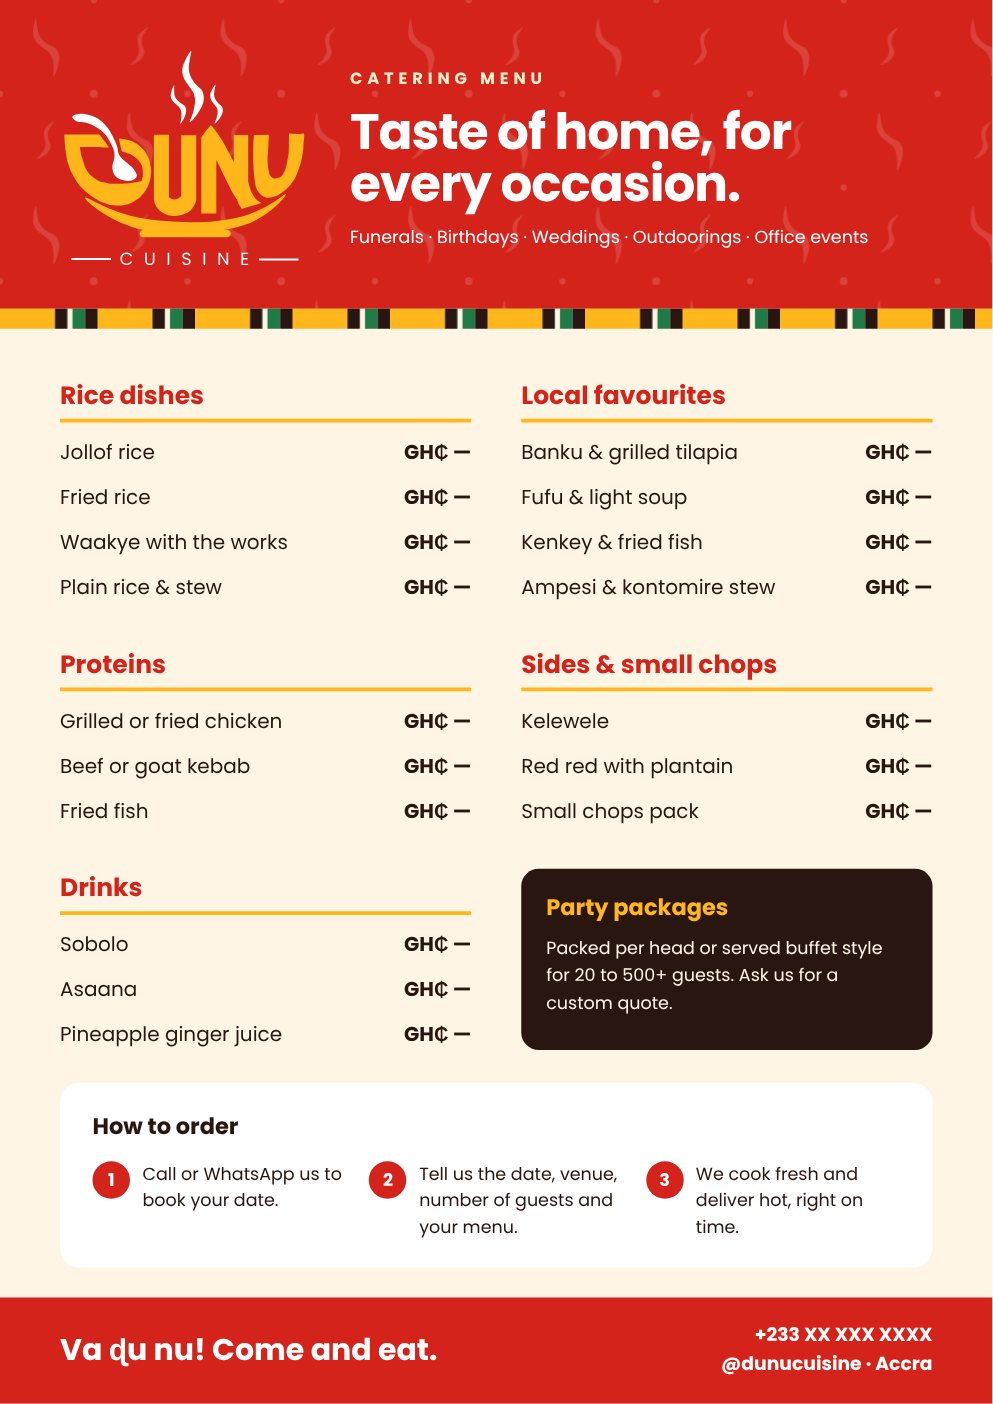 DUNU
CUISINE
CATERING MENU
Taste of home, for
every occasion.
Funerals · Birthdays · Weddings · Outdoorings · Office events
Rice dishes
Jollof rice GH₵ —
Fried rice GH₵ —
Waakye with the works GH₵ —
Plain rice & stew GH₵ —
Local favourites
Banku & grilled tilapia GH₵ —
Fufu & light soup GH₵ —
Kenkey & fried fish GH₵ —
Ampesi & kontomire stew GH₵ —
Proteins
Grilled or fried chicken GH₵ —
Beef or goat kebab GH₵ —
Fried fish GH₵ —
Sides & small chops
Kelewele GH₵ —
Red red with plantain GH₵ —
Small chops pack GH₵ —
Drinks
Sobolo GH₵ —
Asaana GH₵ —
Pineapple ginger juice GH₵ —
Party packages
Packed per head or served buffet style
for 20 to 500+ guests. Ask us for a
custom quote.
How to order
1
Call or WhatsApp us to
book your date.
2
Tell us the date, venue,
number of guests and
your menu.
3
We cook fresh and
deliver hot, right on
time.
Va ɖu nu! Come and eat.
+233 XX XXX XXXX
@dunucuisine · Accra